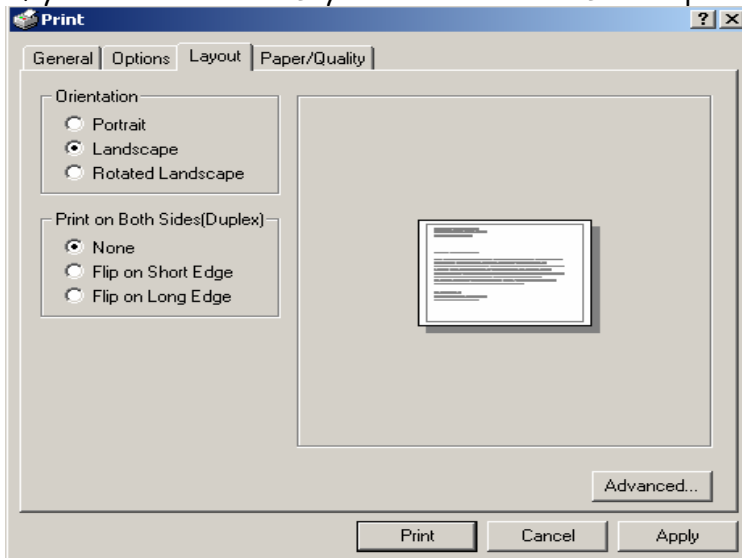 Print
General Options Layout Paper/Quality
Orientation
Portrait
Landscape
Rotated Landscape
Print on Both Sides(Duplex)
None
Flip on Short Edge
Flip on Long Edge
Advanced...
Print Cancel Apply